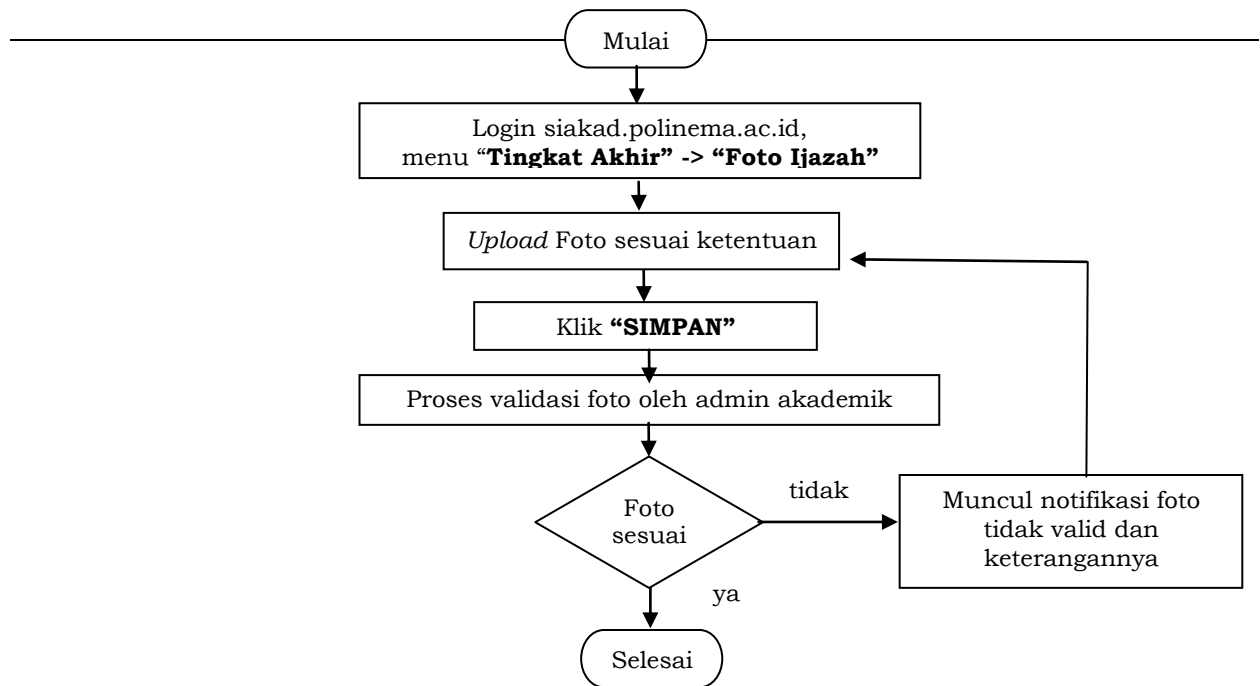 Mulai
Login siakad.polinema.ac.id,
menu “Tingkat Akhir” -> “Foto Ijazah”
Upload Foto sesuai ketentuan
Klik “SIMPAN”
Proses validasi foto oleh admin akademik
Foto
sesuai
tidak
Muncul notifikasi foto
tidak valid dan
keterangannya
ya
Selesai